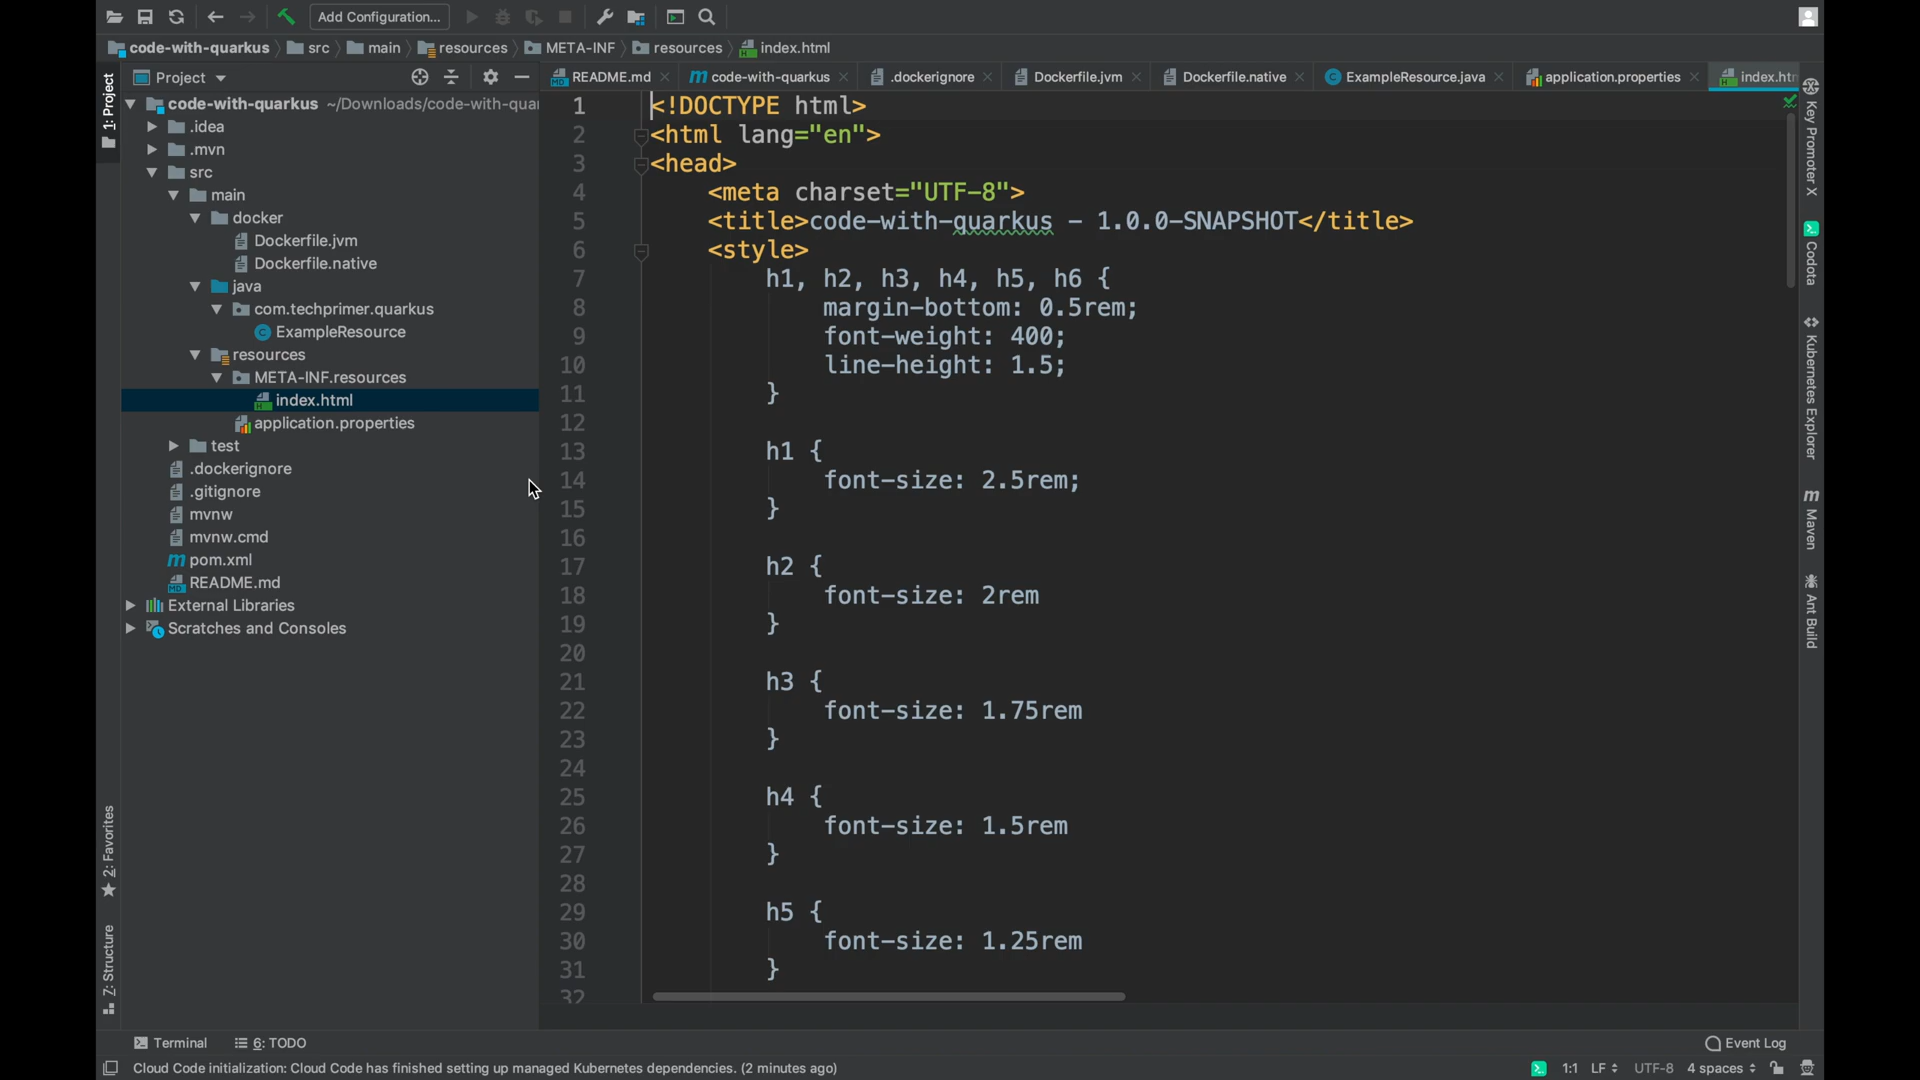 Add Configuration...
code-with-quarkus
src
main
resources
META-INF
resources
index.html
1: Project
Project
README.md
code-with-quarkus
.dockerignore
Dockerfile.jvm
Dockerfile.native
ExampleResource.java
application.properties
index.ht
code-with-quarkus ~/Downloads/code-with-qua
.idea
.mvn
src
main
docker
Dockerfile.jvm
Dockerfile.native
java
com.techprimer.quarkus
ExampleResource
resources
META-INF.resources
index.html
application.properties
test
.dockerignore
.gitignore
mvnw
mvnw.cmd
pom.xml
README.md
External Libraries
Scratches and Consoles
2: Favorites
Z: Structure
1 <!DOCTYPE html>
2 <html lang="en">
3 <head>
4 <meta charset="UTF-8">
5 <title>code-with-quarkus - 1.0.0-SNAPSHOT</title>
6 <style>
7 h1, h2, h3, h4, h5, h6 {
8 margin-bottom: 0.5rem;
9 font-weight: 400;
10 line-height: 1.5;
11 }
12
13 h1 {
14 font-size: 2.5rem;
15 }
16
17 h2 {
18 font-size: 2rem
19 }
20
21 h3 {
22 font-size: 1.75rem
23 }
24
25 h4 {
26 font-size: 1.5rem
27 }
28
29 h5 {
30 font-size: 1.25rem
31 }
32
Key Promoter X
Codota
Kubernetes Explorer
Maven
Ant Build
Terminal
6: TODO
Event Log
Cloud Code initialization: Cloud Code has finished setting up managed Kubernetes dependencies. (2 minutes ago)
1:1 LF UTF-8 4 spaces